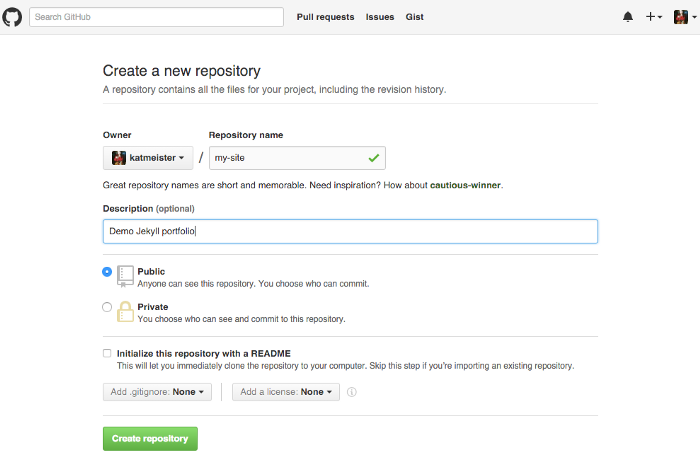 Search GitHub Pull requests Issues Gist
Create a new repository
A repository contains all the files for your project, including the revision history.
Owner Repository name
katmeister / my-site
Great repository names are short and memorable. Need inspiration? How about cautious-winner.
Description (optional)
Demo Jekyll portfolio
Public
Anyone can see this repository. You choose who can commit.
Private
You choose who can see and commit to this repository.
Initialize this repository with a README
This will let you immediately clone the repository to your computer. Skip this step if you're importing an existing repository.
Add .gitignore: None Add a license: None
Create repository